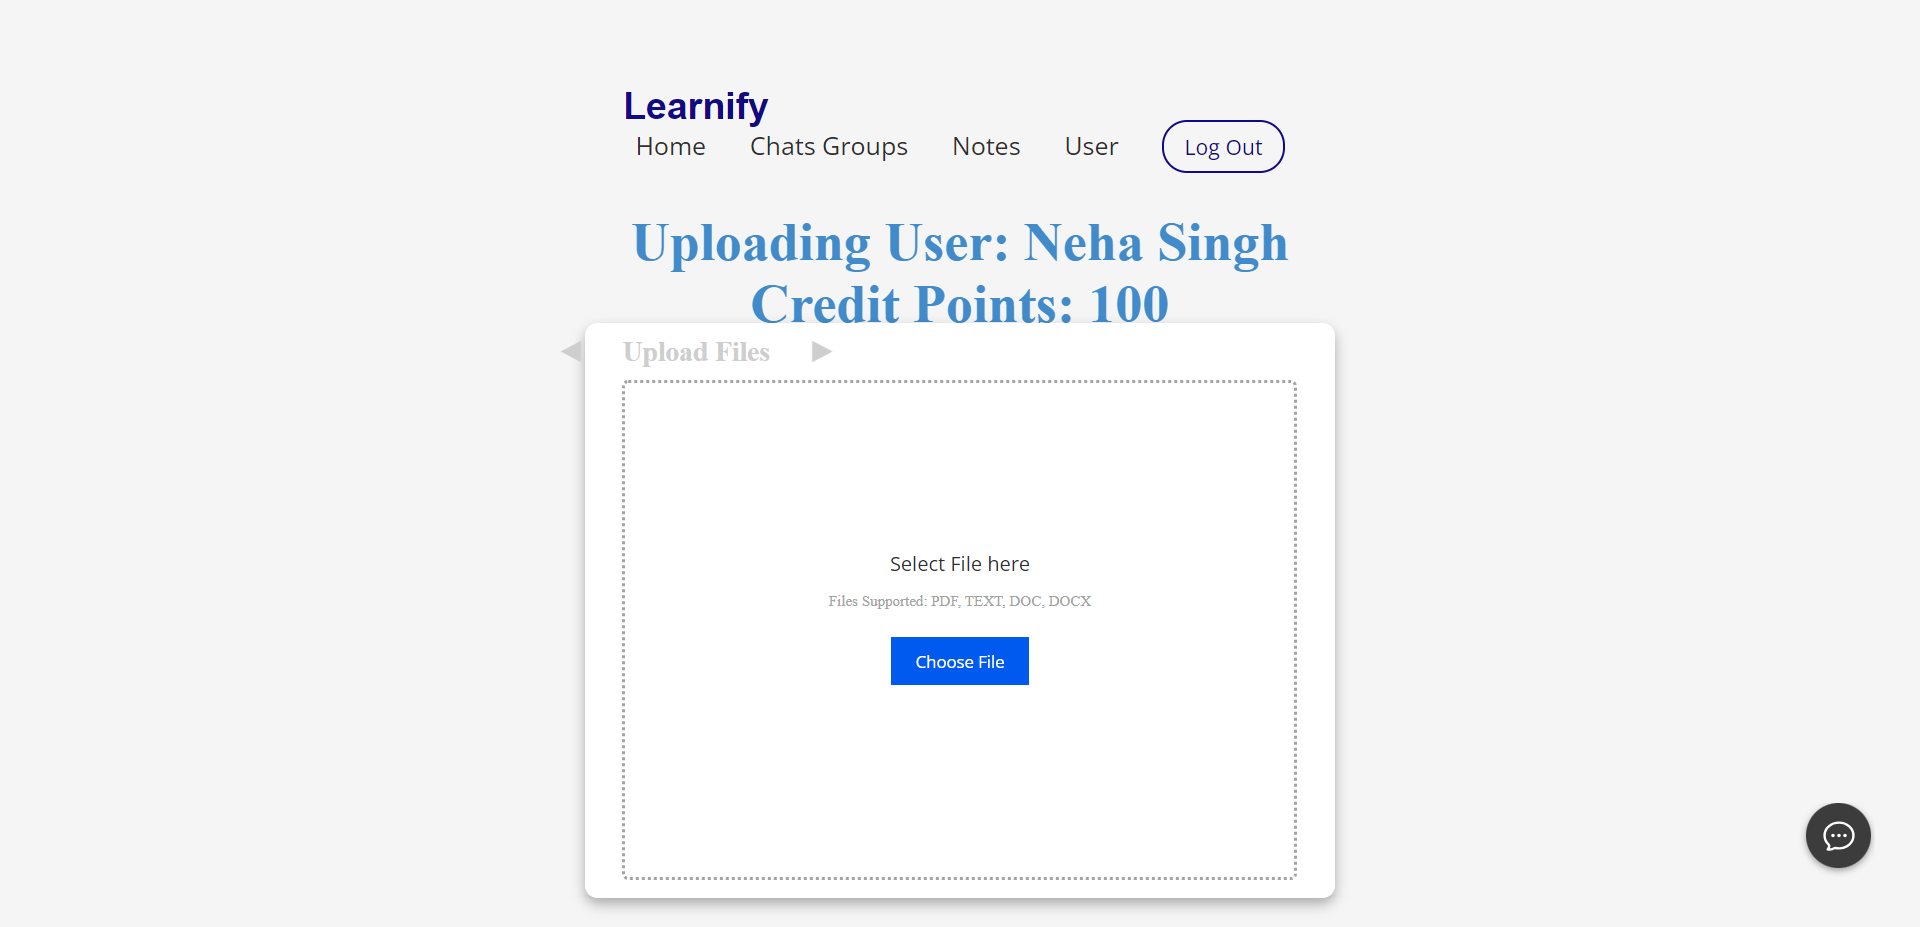 Learnify
Home Chats Groups Notes User Log Out
Uploading User: Neha Singh
Credit Points: 100
Upload Files
Select File here
Files Supported: PDF, TEXT, DOC, DOCX
Choose File